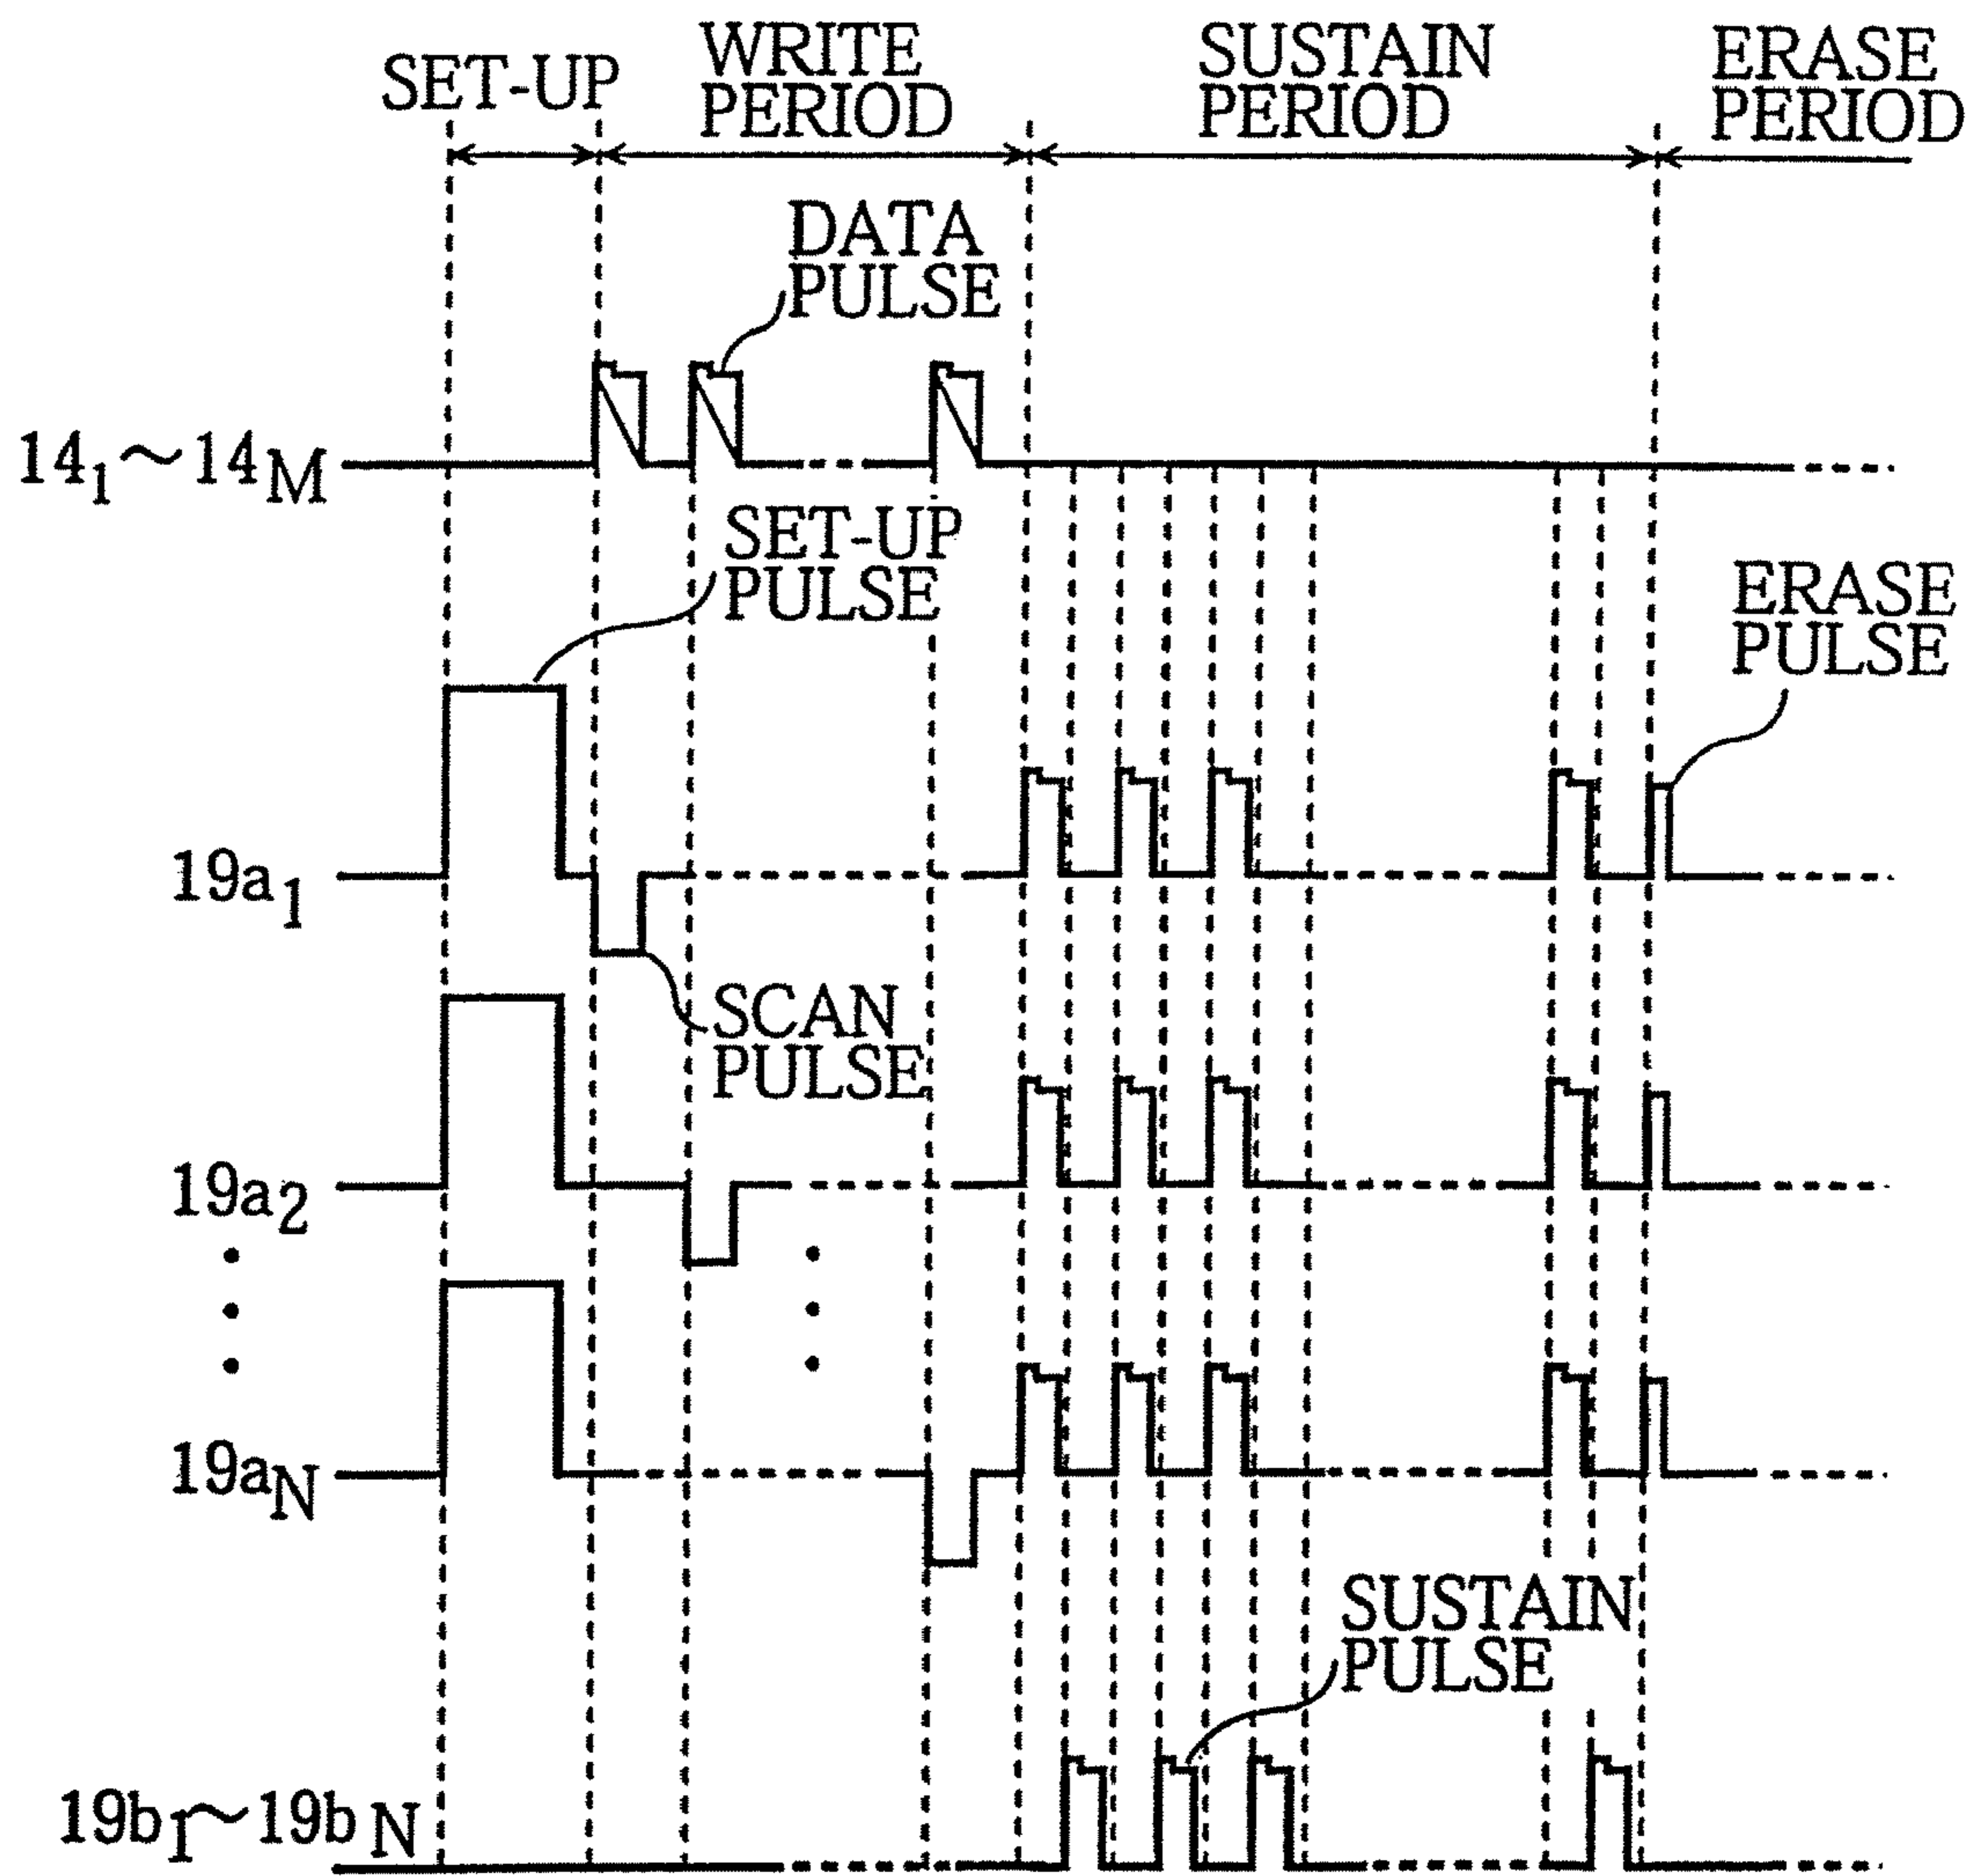 SET-UP
WRITE
PERIOD
SUSTAIN
PERIOD
ERASE
PERIOD
DATA
PULSE
14₁~14M
SET-UP
PULSE
ERASE
PULSE
19a₁
SCAN
PULSE
19a₂
19aN
SUSTAIN
PULSE
19b₁~19bN